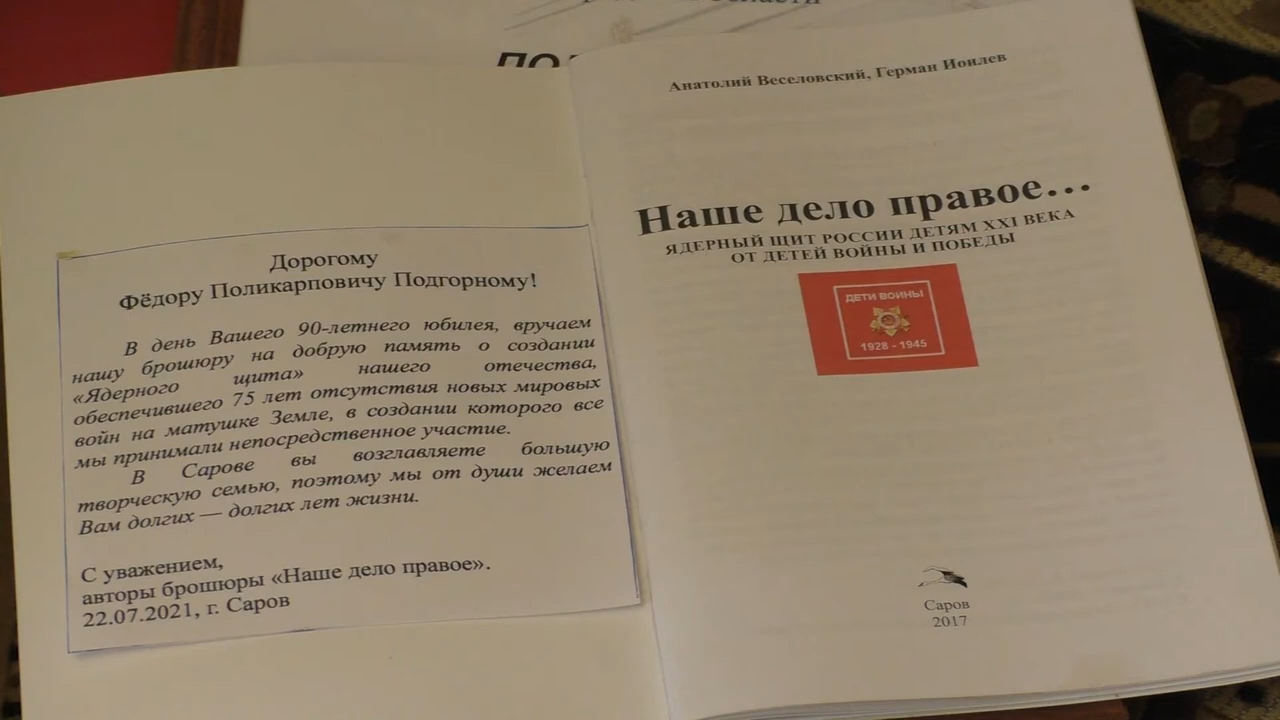 Дорогому
Фёдору Поликарповичу Подгорному!
В день Вашего 90-летнего юбилея, вручаем
нашу брошюру на добрую память о создании
«Ядерного щита» нашего отечества,
обеспечившего 75 лет отсутствия новых мировых
войн на матушке Земле, в создании которого все
мы принимали непосредственное участие.
В Сарове вы возглавляете большую
творческую семью, поэтому мы от души желаем
Вам долгих — долгих лет жизни.
С уважением,
авторы брошюры «Наше дело правое».
22.07.2021, г. Саров
Анатолий Веселовский, Герман Иоилев
Наше дело правое...
ЯДЕРНЫЙ ЩИТ РОССИИ ДЕТЯМ XXI ВЕКА
ОТ ДЕТЕЙ ВОЙНЫ И ПОБЕДЫ
ДЕТИ ВОЙНЫ
1928 - 1945
Саров
2017